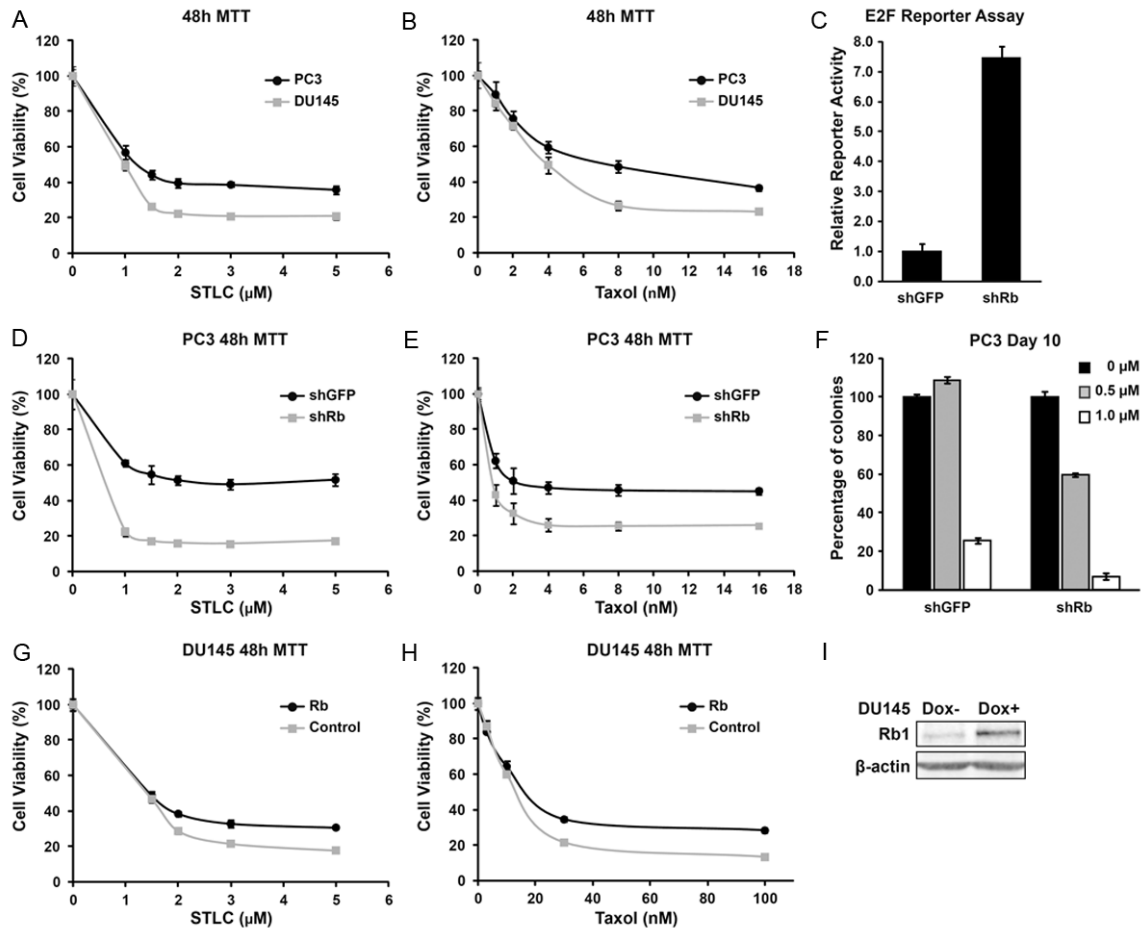 A
48h MTT
Cell Viability (%)
120
100
80
60
40
20
0
PC3
DU145
0 1 2 3 4 5 6
STLC (µM)
B
48h MTT
Cell Viability (%)
120
100
80
60
40
20
0
PC3
DU145
0 2 4 6 8 10 12 14 16 18
Taxol (nM)
C
E2F Reporter Assay
Relative Reporter Activity
8.0
7.0
6.0
5.0
4.0
3.0
2.0
1.0
0.0
shGFP shRb
D
PC3 48h MTT
Cell Viability (%)
120
100
80
60
40
20
0
shGFP
shRb
0 1 2 3 4 5 6
STLC (µM)
E
PC3 48h MTT
Cell Viability (%)
120
100
80
60
40
20
0
shGFP
shRb
0 2 4 6 8 10 12 14 16 18
Taxol (nM)
F
PC3 Day 10
Percentage of colonies
120
100
80
60
40
20
0
0 µM
0.5 µM
1.0 µM
shGFP shRb
G
DU145 48h MTT
Cell Viability (%)
120
100
80
60
40
20
0
Rb
Control
0 1 2 3 4 5 6
STLC (µM)
H
DU145 48h MTT
Cell Viability (%)
120
100
80
60
40
20
0
Rb
Control
0 20 40 60 80 100
Taxol (nM)
I
DU145 Dox- Dox+
Rb1
β-actin